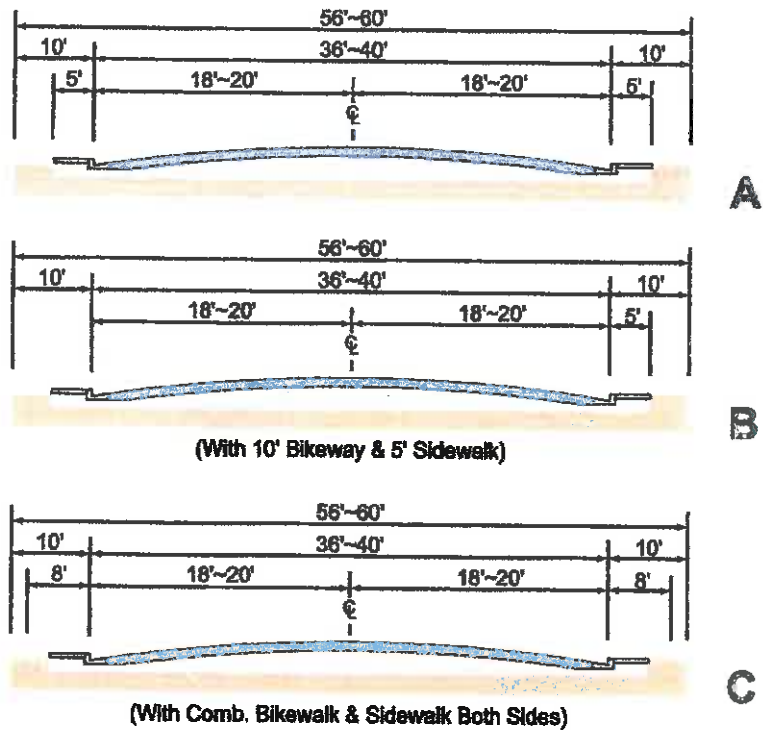 56'~60'
10' 36'~40' 10'
5' 18'~20' 18'~20' 5'
℄
A
56'~60'
10' 36'~40' 10'
18'~20' 18'~20' 5'
℄
B
(With 10' Bikeway & 5' Sidewalk)
56'~60'
10' 36'~40' 10'
8' 18'~20' 18'~20' 8'
℄
C
(With Comb. Bikewalk & Sidewalk Both Sides)